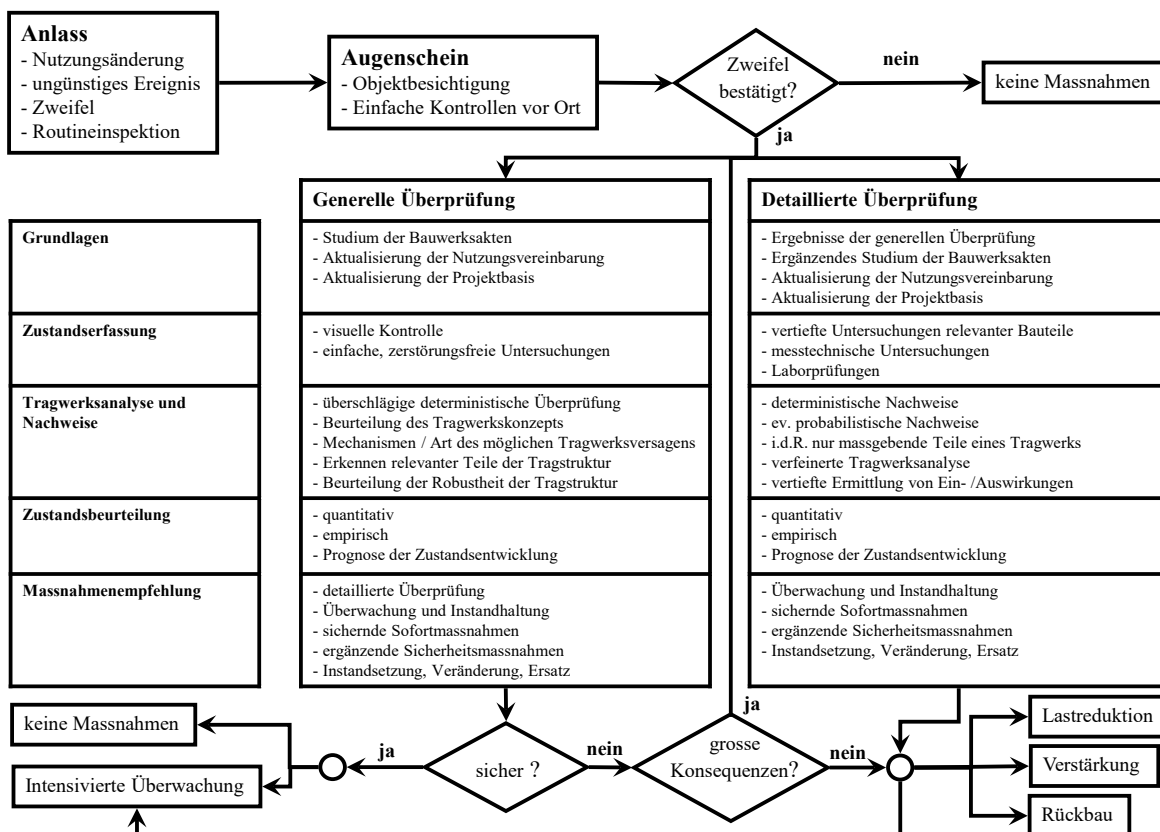 Anlass
- Nutzungsänderung
- ungünstiges Ereignis
- Zweifel
- Routineinspektion
Augenschein
- Objektbesichtigung
- Einfache Kontrollen vor Ort
Zweifel
bestätigt?
nein
keine Massnahmen
ja
Generelle Überprüfung
Detaillierte Überprüfung
Grundlagen
- Studium der Bauwerksakten
- Aktualisierung der Nutzungsvereinbarung
- Aktualisierung der Projektbasis
- Ergebnisse der generellen Überprüfung
- Ergänzendes Studium der Bauwerksakten
- Aktualisierung der Nutzungsvereinbarung
- Aktualisierung der Projektbasis
Zustandserfassung
- visuelle Kontrolle
- einfache, zerstörungsfreie Untersuchungen
- vertiefte Untersuchungen relevanter Bauteile
- messtechnische Untersuchungen
- Laborprüfungen
Tragwerksanalyse und
Nachweise
- überschlägige deterministische Überprüfung
- Beurteilung des Tragwerkskonzepts
- Mechanismen / Art des möglichen Tragwerksversagens
- Erkennen relevanter Teile der Tragstruktur
- Beurteilung der Robustheit der Tragstruktur
- deterministische Nachweise
- ev. probabilistische Nachweise
- i.d.R. nur massgebende Teile eines Tragwerks
- verfeinerte Tragwerksanalyse
- vertiefte Ermittlung von Ein- /Auswirkungen
Zustandsbeurteilung
- quantitativ
- empirisch
- Prognose der Zustandsentwicklung
- quantitativ
- empirisch
- Prognose der Zustandsentwicklung
Massnahmenempfehlung
- detaillierte Überprüfung
- Überwachung und Instandhaltung
- sichernde Sofortmassnahmen
- ergänzende Sicherheitsmassnahmen
- Instandsetzung, Veränderung, Ersatz
- Überwachung und Instandhaltung
- sichernde Sofortmassnahmen
- ergänzende Sicherheitsmassnahmen
- Instandsetzung, Veränderung, Ersatz
keine Massnahmen
Intensivierte Überwachung
ja
sicher ?
nein
ja
grosse
Konsequenzen?
nein
Lastreduktion
Verstärkung
Rückbau